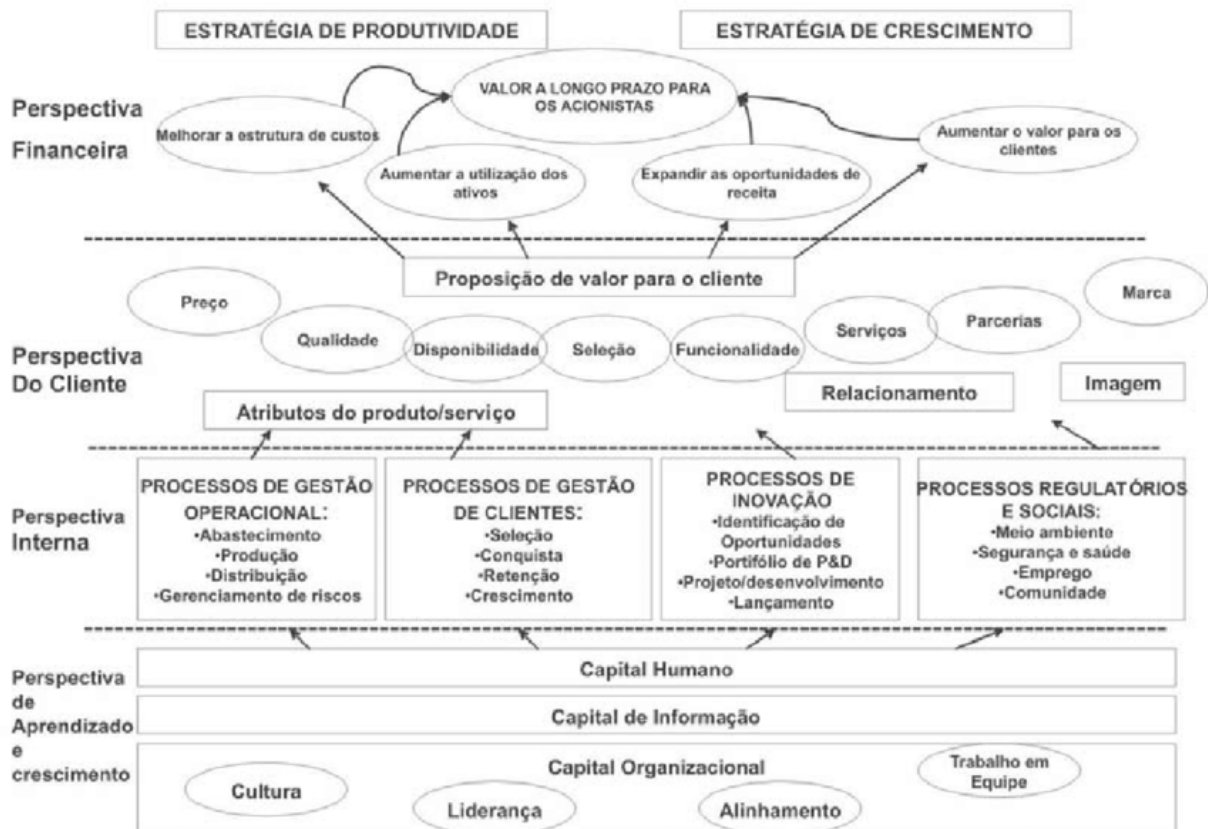 ESTRATÉGIA DE PRODUTIVIDADE
ESTRATÉGIA DE CRESCIMENTO
Perspectiva
Financeira
VALOR A LONGO PRAZO PARA
OS ACIONISTAS
Melhorar a estrutura de custos
Aumentar o valor para os
clientes
Aumentar a utilização dos
ativos
Expandir as oportunidades de
receita
Proposição de valor para o cliente
Perspectiva
Do Cliente
Preço
Qualidade
Disponibilidade
Seleção
Funcionalidade
Serviços
Parcerias
Marca
Atributos do produto/serviço
Relacionamento
Imagem
Perspectiva
Interna
PROCESSOS DE GESTÃO
OPERACIONAL:
•Abastecimento
•Produção
•Distribuição
•Gerenciamento de riscos
PROCESSOS DE GESTÃO
DE CLIENTES:
•Seleção
•Conquista
•Retenção
•Crescimento
PROCESSOS DE
INOVAÇÃO
•Identificação de
Oportunidades
•Portifólio de P&D
•Projeto/desenvolvimento
•Lançamento
PROCESSOS REGULATÓRIOS
E SOCIAIS:
•Meio ambiente
•Segurança e saúde
•Emprego
•Comunidade
Perspectiva
de
Aprendizado
e
crescimento
Capital Humano
Capital de Informação
Capital Organizacional
Cultura
Liderança
Alinhamento
Trabalho em
Equipe